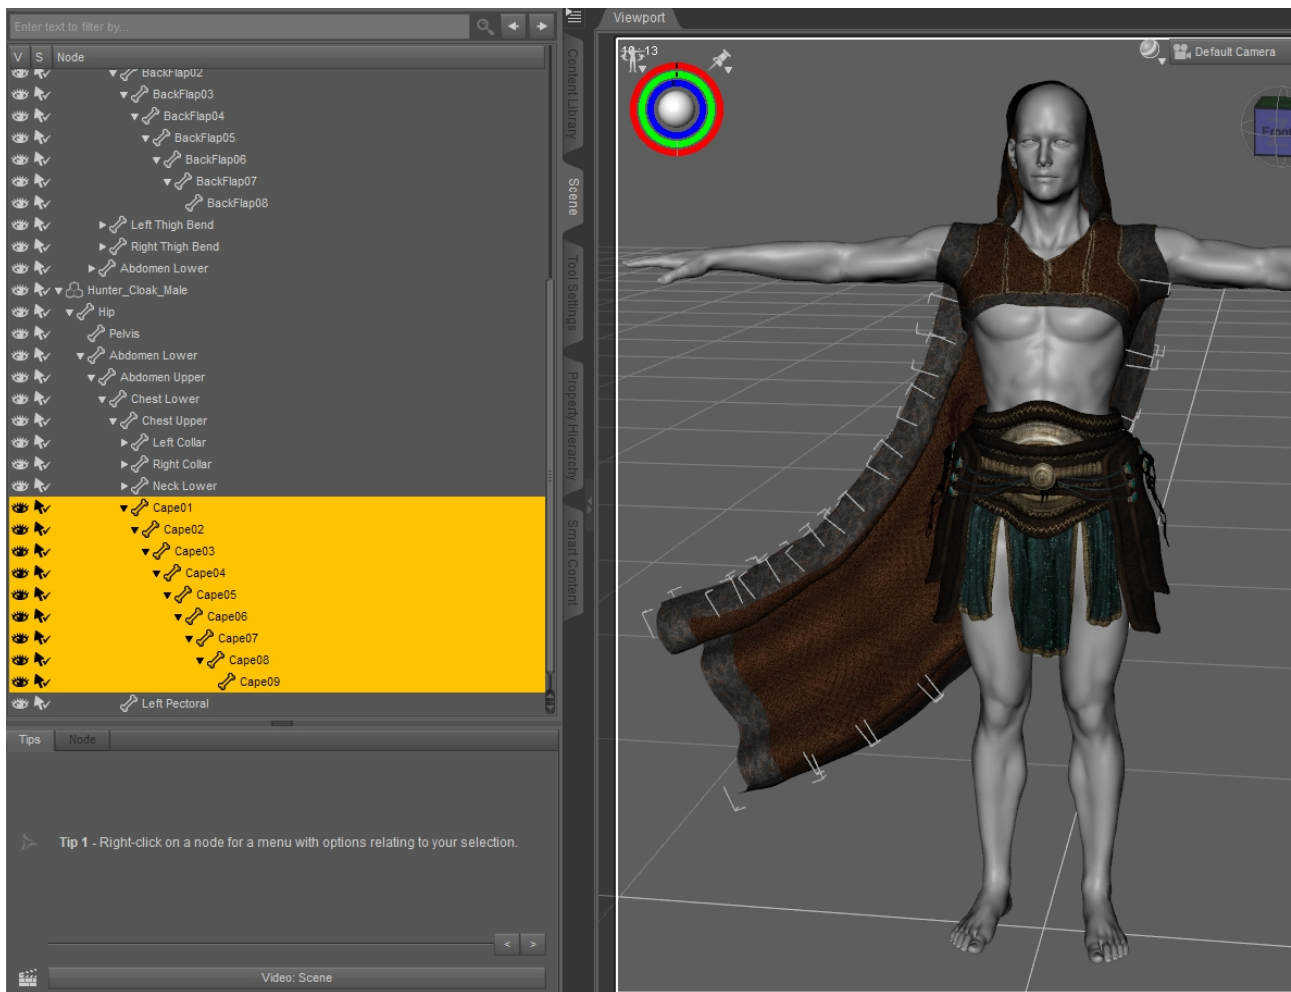 Enter text to filter by...
V S Node
BackFlap02
BackFlap03
BackFlap04
BackFlap05
BackFlap06
BackFlap07
BackFlap08
Left Thigh Bend
Right Thigh Bend
Abdomen Lower
Hunter_Cloak_Male
Hip
Pelvis
Abdomen Lower
Abdomen Upper
Chest Lower
Chest Upper
Left Collar
Right Collar
Neck Lower
Cape01
Cape02
Cape03
Cape04
Cape05
Cape06
Cape07
Cape08
Cape09
Left Pectoral
Tips Node
Tip 1 - Right-click on a node for a menu with options relating to your selection.
< >
Video: Scene
Content Library
Scene
Tool Settings
Property Hierarchy
Smart Content
Viewport
Default Camera
Front